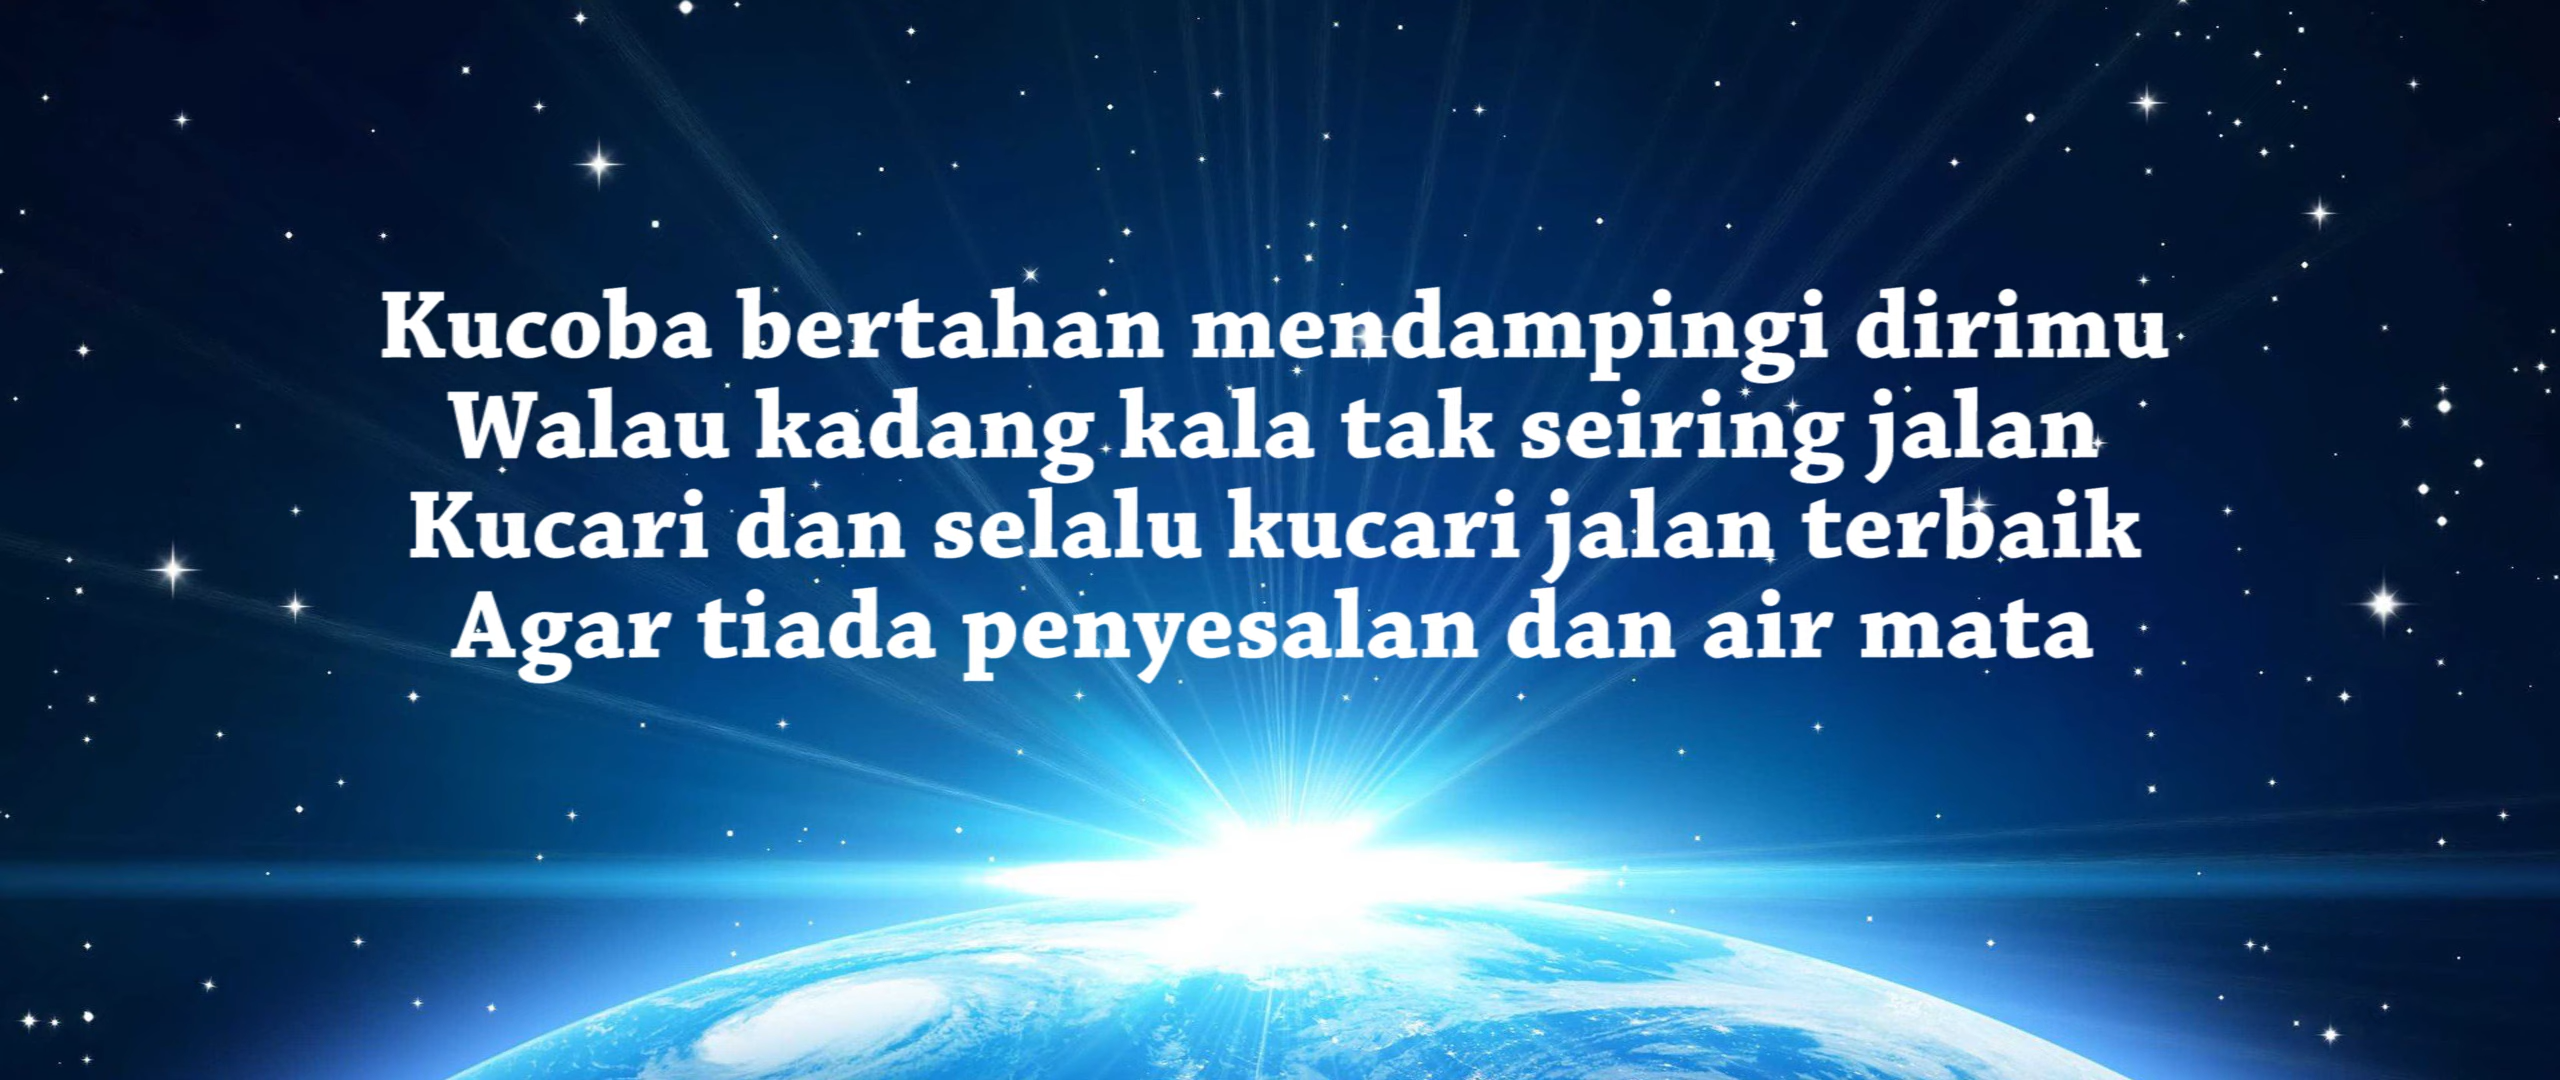 Kucoba bertahan mendampingi dirimu
Walau kadang kala tak seiring jalan
Kucari dan selalu kucari jalan terbaik
Agar tiada penyesalan dan air mata